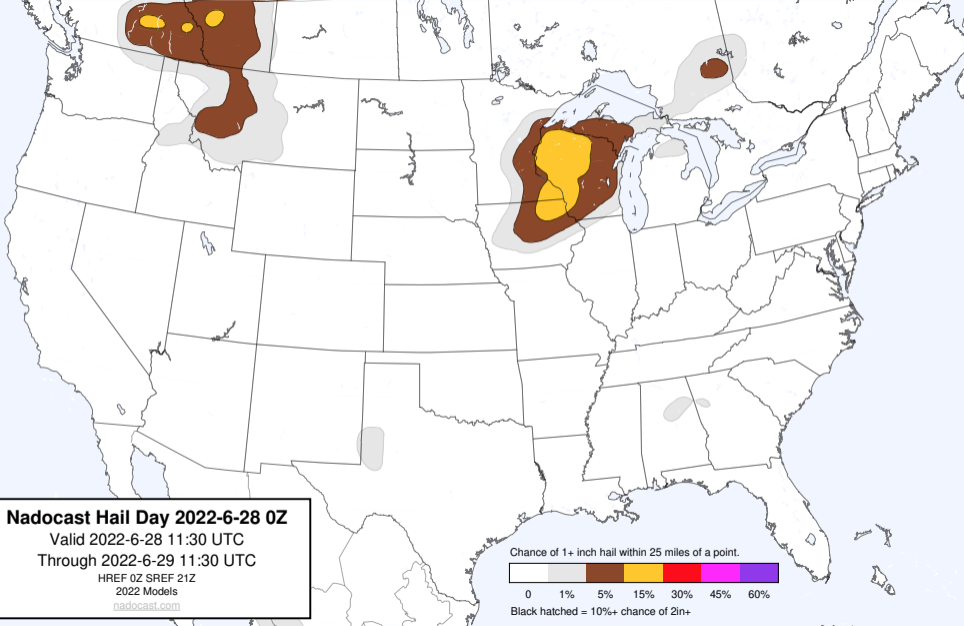 Nadocast Hail Day 2022-6-28 0Z
Valid 2022-6-28 11:30 UTC
Through 2022-6-29 11:30 UTC
HREF 0Z SREF 21Z
2022 Models
nadocast.com
Chance of 1+ inch hail within 25 miles of a point.
0 1% 5% 15% 30% 45% 60%
Black hatched = 10%+ chance of 2in+